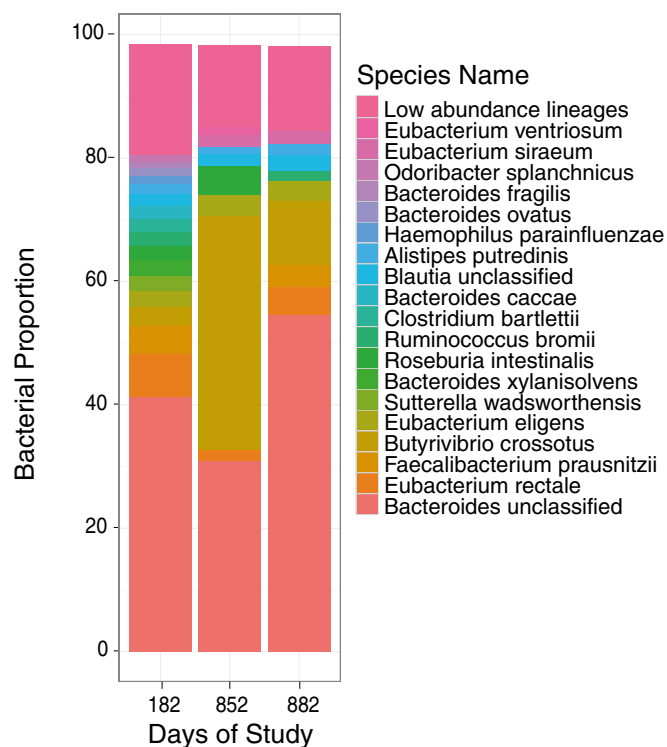 100
80
60
40
20
0
Bacterial Proportion
182 852 882
Days of Study
Species Name
Low abundance lineages
Eubacterium ventriosum
Eubacterium siraeum
Odoribacter splanchnicus
Bacteroides fragilis
Bacteroides ovatus
Haemophilus parainfluenzae
Alistipes putredinis
Blautia unclassified
Bacteroides caccae
Clostridium bartlettii
Ruminococcus bromii
Roseburia intestinalis
Bacteroides xylanisolvens
Sutterella wadsworthensis
Eubacterium eligens
Butyrivibrio crossotus
Faecalibacterium prausnitzii
Eubacterium rectale
Bacteroides unclassified